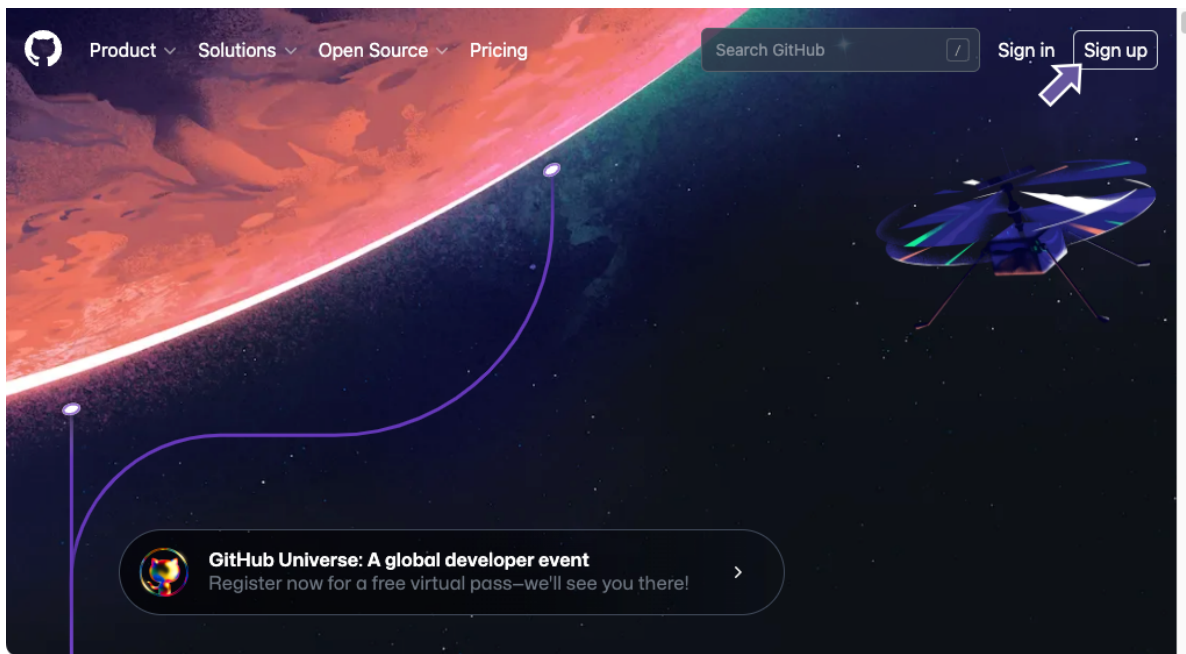 Product
Solutions
Open Source
Pricing
Search GitHub
/
Sign in
Sign up
GitHub Universe: A global developer event
Register now for a free virtual pass—we'll see you there!